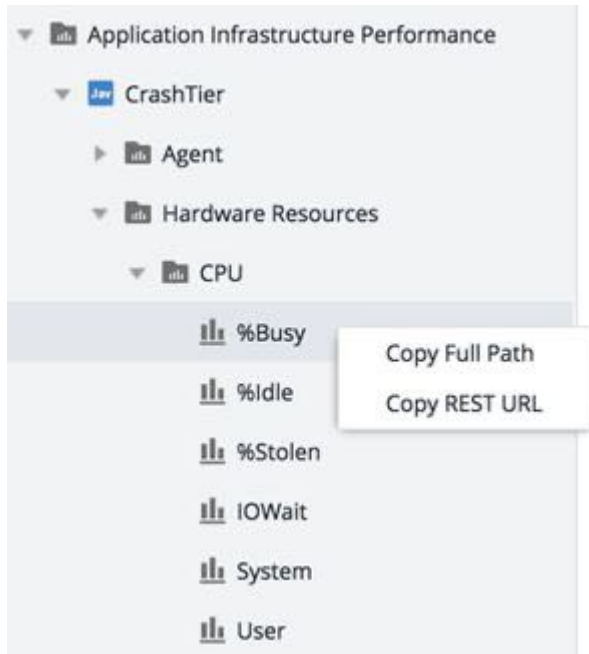 Application Infrastructure Performance
Jav CrashTier
Agent
Hardware Resources
CPU
%Busy
Copy Full Path
%Idle
Copy REST URL
%Stolen
IOWait
System
User